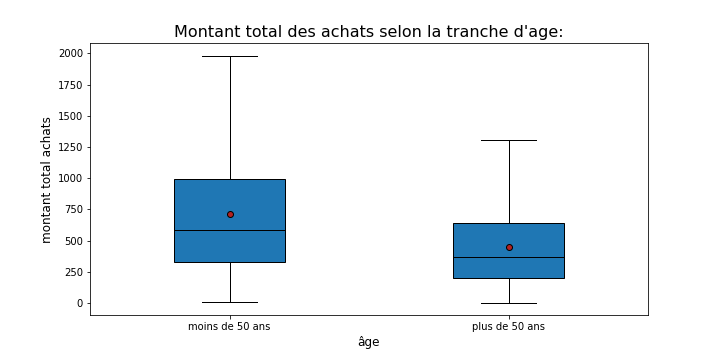 Montant total des achats selon la tranche d'age:
montant total achats
2000
1750
1500
1250
1000
750
500
250
0
moins de 50 ans
plus de 50 ans
âge